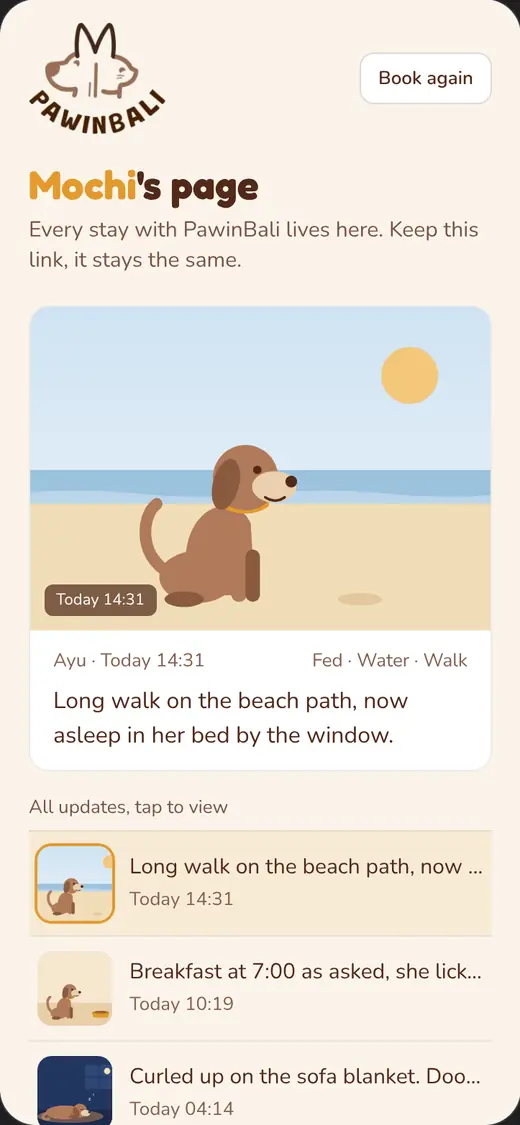 PAWINBALI
Book again
Mochi's page
Every stay with PawinBali lives here. Keep this
link, it stays the same.
Today 14:31
Ayu · Today 14:31
Fed · Water · Walk
Long walk on the beach path, now
asleep in her bed by the window.
All updates, tap to view
Long walk on the beach path, now ...
Today 14:31
Breakfast at 7:00 as asked, she lick...
Today 10:19
Curled up on the sofa blanket. Doo...
Today 04:14